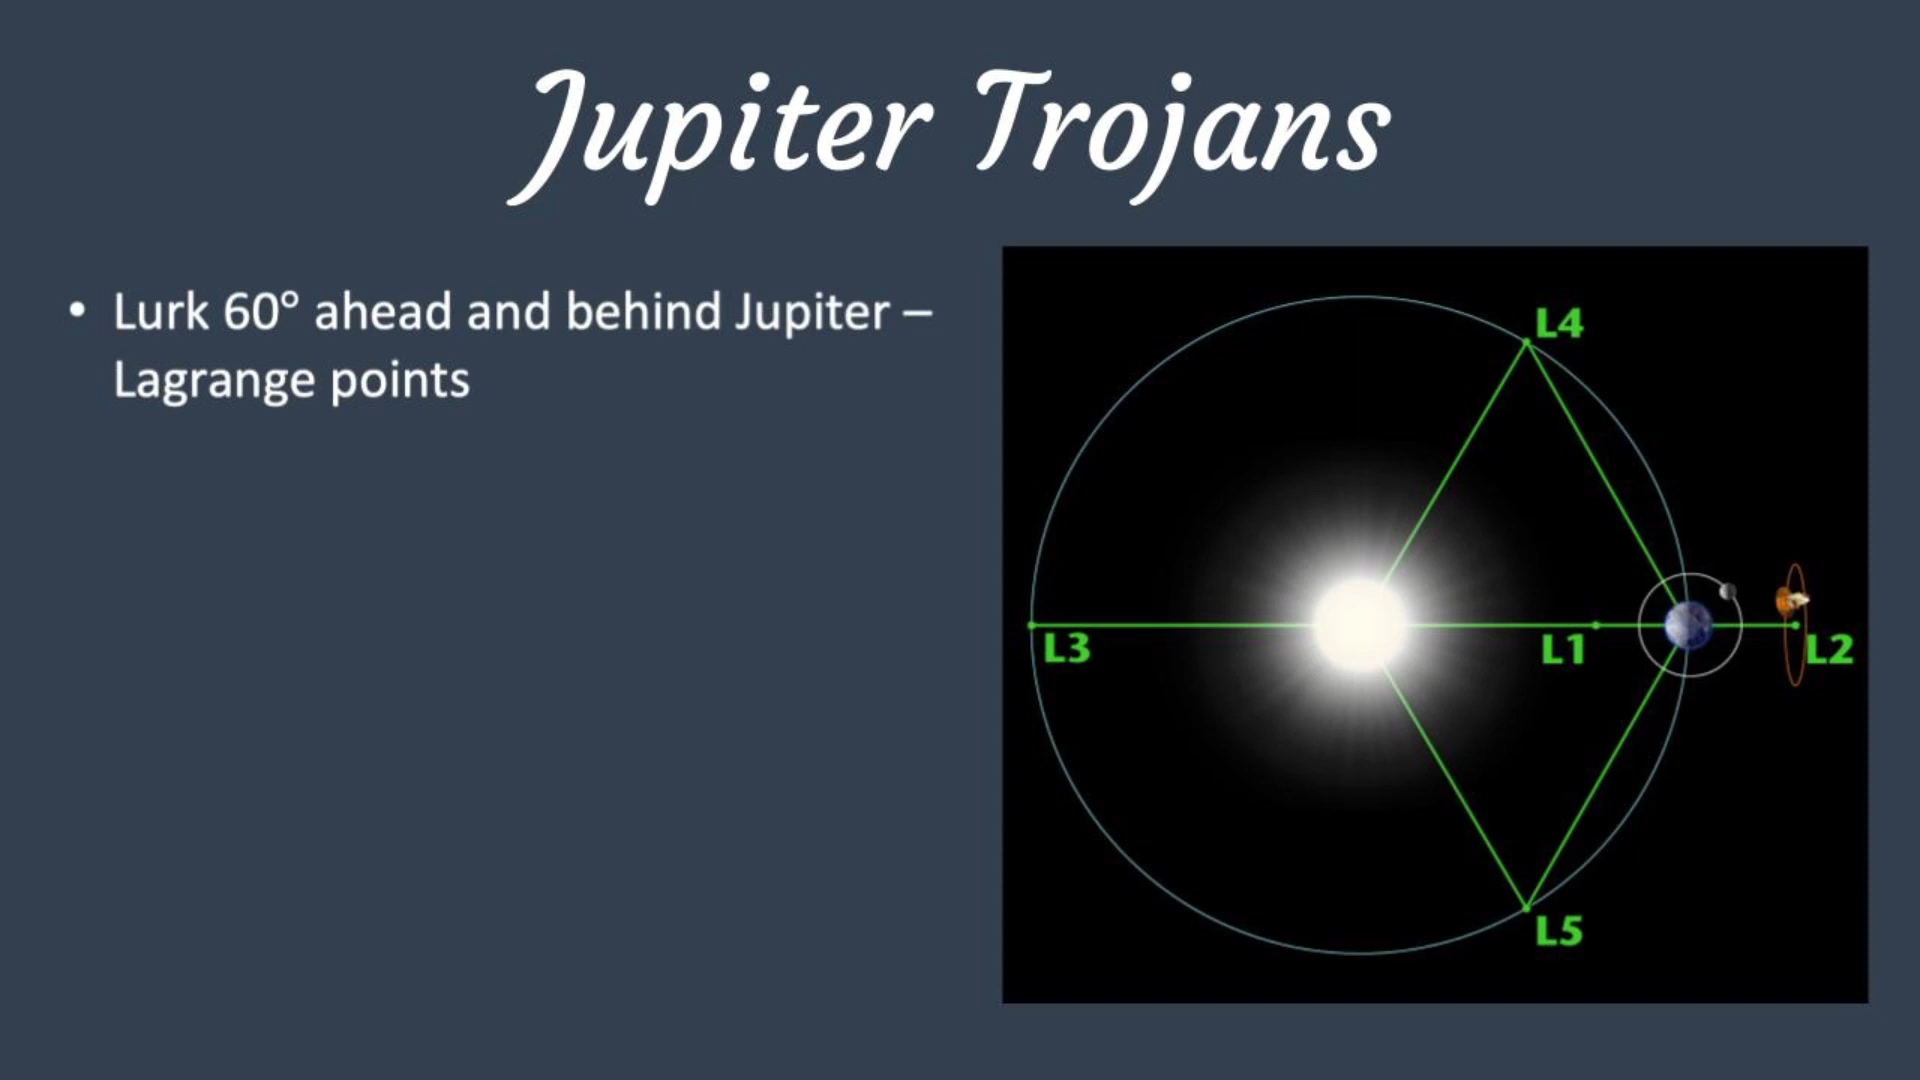 Jupiter Trojans
• Lurk 60° ahead and behind Jupiter –
Lagrange points
L4
L3
L1
L2
L5